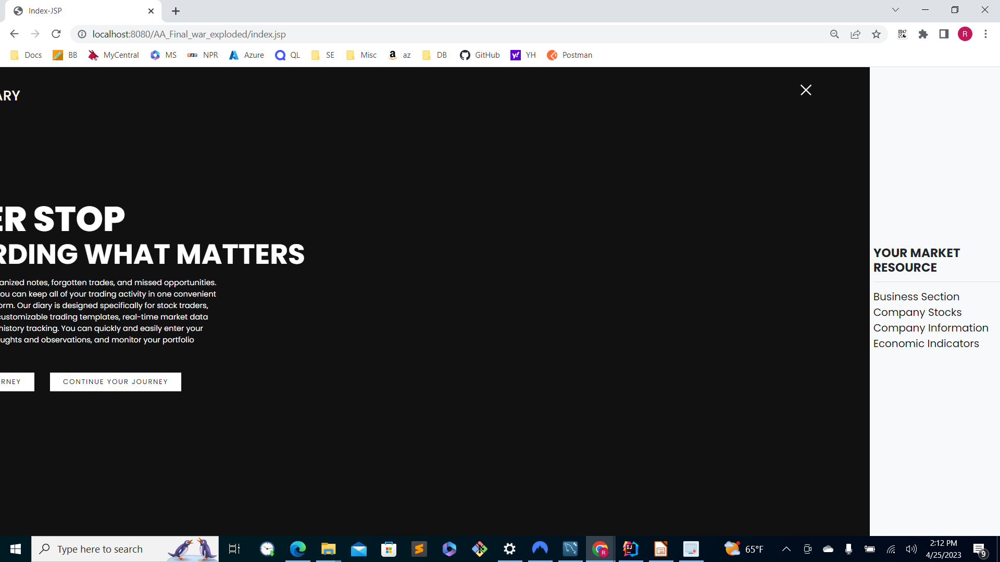 Index-JSP
localhost:8080/AA_Final_war_exploded/index.jsp
R
Docs BB MyCentral MS npr NPR Azure QL SE Misc a az DB GitHub y! YH Postman
ARY
ER STOP
RDING WHAT MATTERS
anized notes, forgotten trades, and missed opportunities.
ou can keep all of your trading activity in one convenient
orm. Our diary is designed specifically for stock traders,
customizable trading templates, real-time market data
history tracking. You can quickly and easily enter your
ughts and observations, and monitor your portfolio
RNEY
CONTINUE YOUR JOURNEY
YOUR MARKET
RESOURCE
Business Section
Company Stocks
Company Information
Economic Indicators
Type here to search
S
R
IJ
65°F
2:12 PM
4/25/2023
9